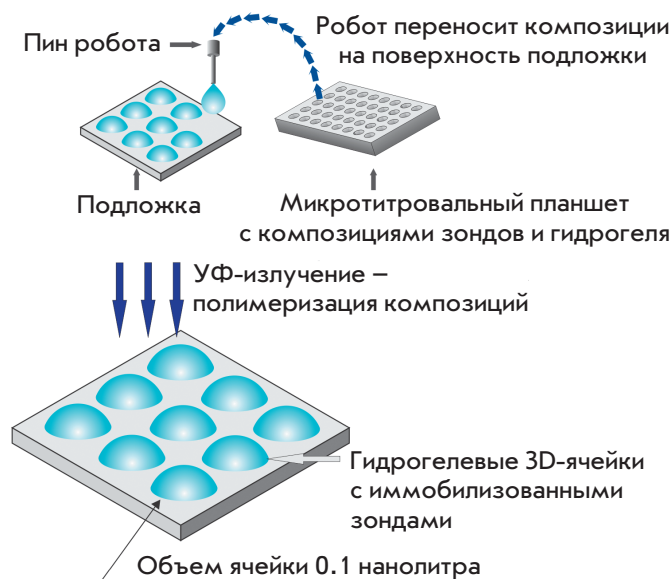 Пин робота
Робот переносит композиции
на поверхность подложки
Подложка
Микротитровальный планшет
с композициями зондов и гидрогеля
УФ-излучение –
полимеризация композиций
Гидрогелевые 3D-ячейки
с иммобилизованными
зондами
Объем ячейки 0.1 нанолитра